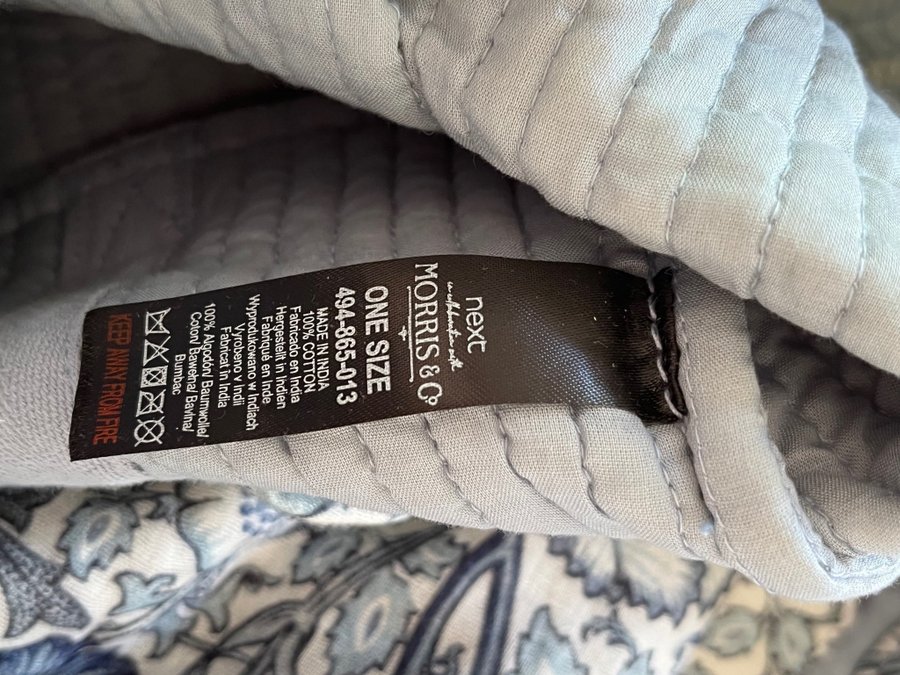 next
in collaboration with
MORRIS & Co
ONE SIZE
494-865-013
MADE IN INDIA
100% COTTON
Fabricado en India
Hergestellt in Indien
Fabriqué en Inde
Wyprodukowano w Indiach
Vyrobeno v Indii
Fabricat in India
100% Algodón/ Baumwolle/
Coton/ Bawełna/ Bavlna/
Bumbac
KEEP AWAY FROM FIRE